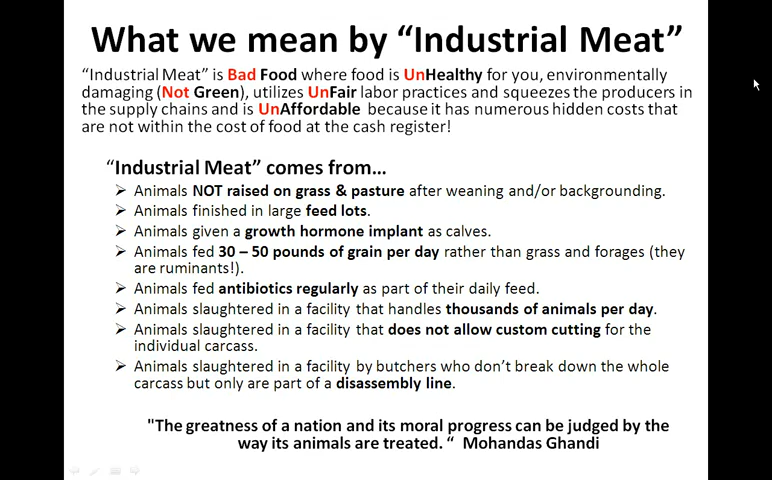 What we mean by “Industrial Meat”
“Industrial Meat” is Bad Food where food is UnHealthy for you, environmentally
damaging (Not Green), utilizes UnFair labor practices and squeezes the producers in
the supply chains and is UnAffordable because it has numerous hidden costs that
are not within the cost of food at the cash register!
“Industrial Meat” comes from…
➢ Animals NOT raised on grass & pasture after weaning and/or backgrounding.
➢ Animals finished in large feed lots.
➢ Animals given a growth hormone implant as calves.
➢ Animals fed 30 – 50 pounds of grain per day rather than grass and forages (they
are ruminants!).
➢ Animals fed antibiotics regularly as part of their daily feed.
➢ Animals slaughtered in a facility that handles thousands of animals per day.
➢ Animals slaughtered in a facility that does not allow custom cutting for the
individual carcass.
➢ Animals slaughtered in a facility by butchers who don’t break down the whole
carcass but only are part of a disassembly line.
"The greatness of a nation and its moral progress can be judged by the
way its animals are treated. “ Mohandas Ghandi